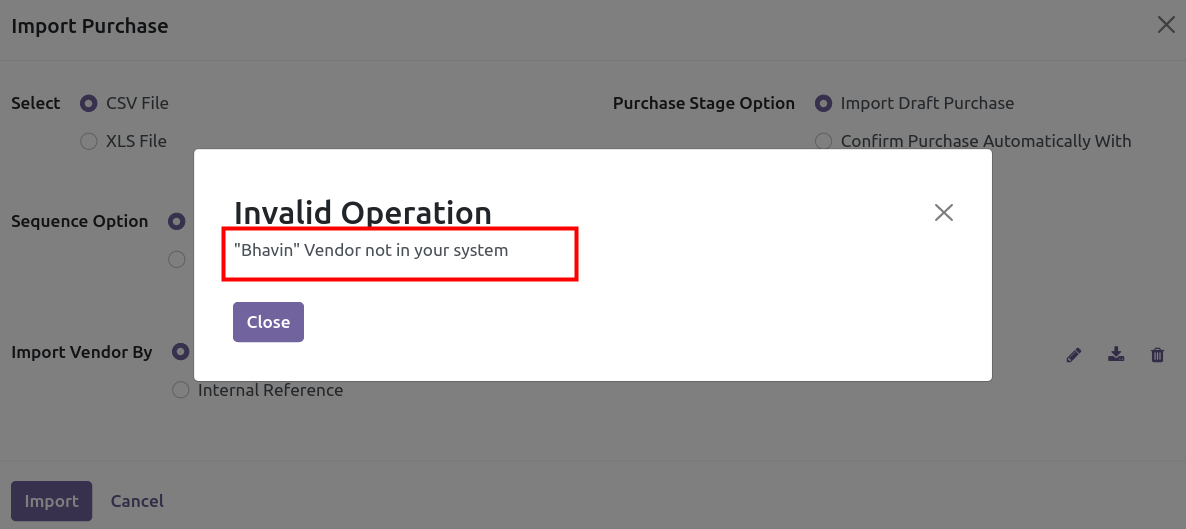 Import Purchase
Select CSV File Purchase Stage Option Import Draft Purchase
XLS File Confirm Purchase Automatically With
Invalid Operation
Sequence Option
"Bhavin" Vendor not in your system
Close
Import Vendor By
Internal Reference
Import Cancel